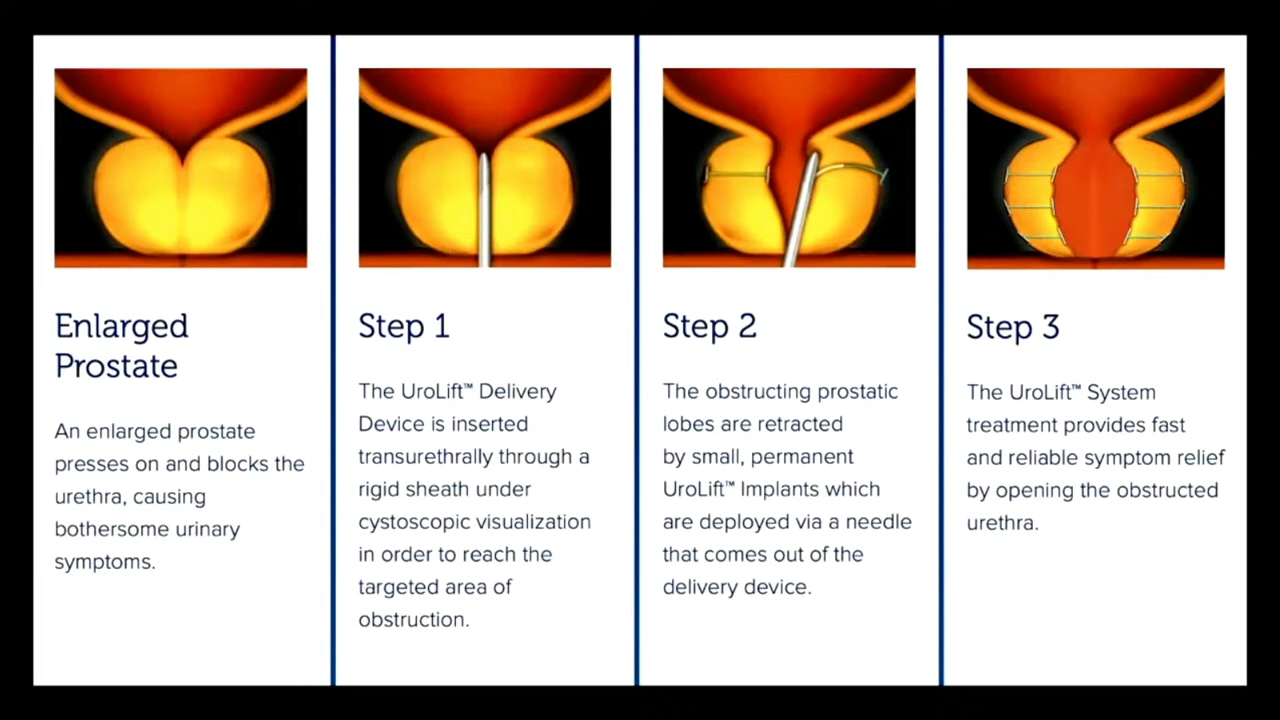 Enlarged
Prostate
An enlarged prostate
presses on and blocks the
urethra, causing
bothersome urinary
symptoms.
Step 1
The UroLift™ Delivery
Device is inserted
transurethrally through a
rigid sheath under
cystoscopic visualization
in order to reach the
targeted area of
obstruction.
Step 2
The obstructing prostatic
lobes are retracted
by small, permanent
UroLift™ Implants which
are deployed via a needle
that comes out of the
delivery device.
Step 3
The UroLift™ System
treatment provides fast
and reliable symptom relief
by opening the obstructed
urethra.